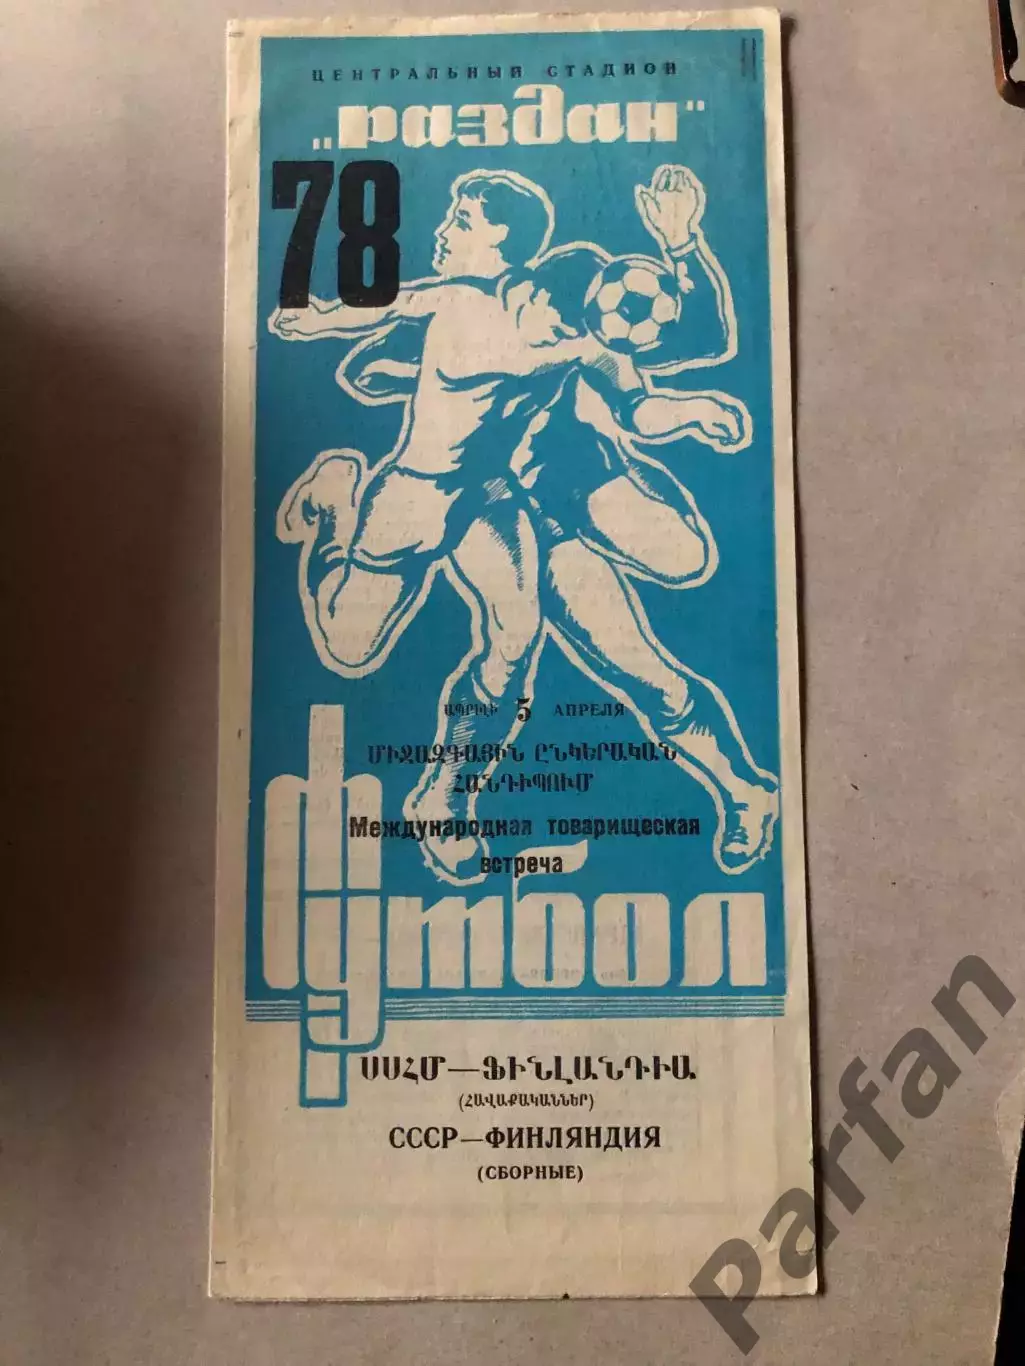 ЦЕНТРАЛЬНЫЙ СТАДИОН
„раздан"
78
ԱՊՐԻԼԻ 5 АПРЕЛЯ
ՄԻՋԱԶԳԱՅԻՆ ԸՆԿԵՐԱԿԱՆ
ՀԱՆԴԻՊՈՒՄ
Международная товарищеская
встреча
футбол
ՍՍՀՄ—ՖԻՆԼԱՆԴԻԱ
(ՀԱՎԱՔԱԿԱՆՆԵՐ)
СССР—ФИНЛЯНДИЯ
(СБОРНЫЕ)
Parfan